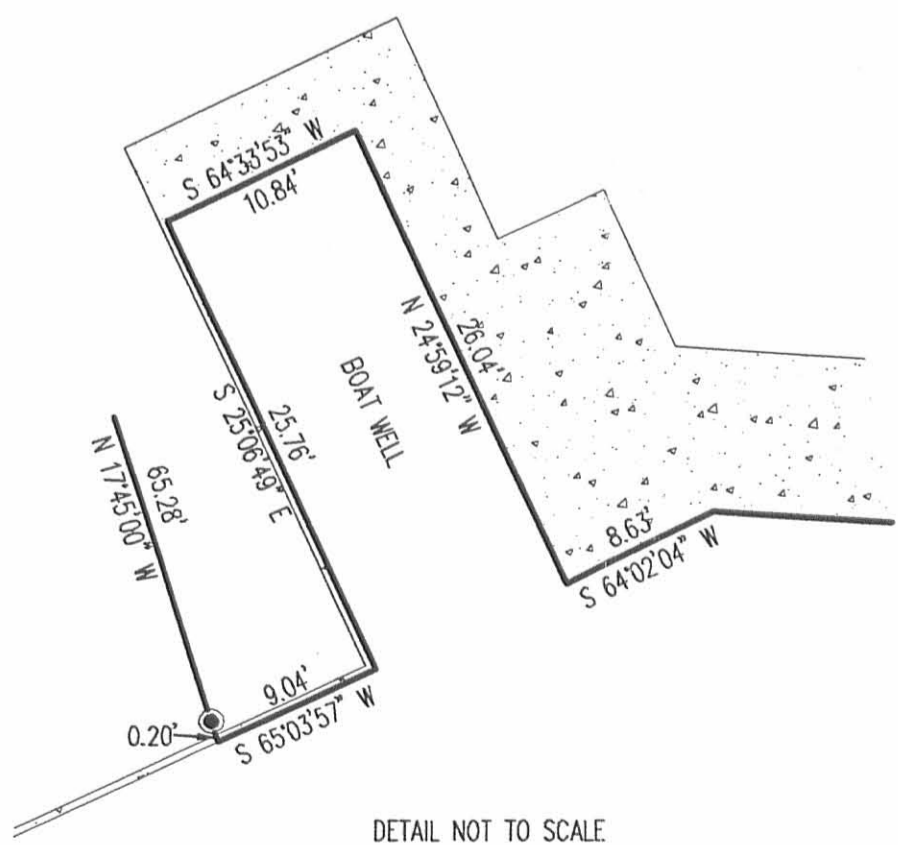 S 64°33'53" W
10.84'
N 24°59'12" W
26.04'
BOAT WELL
S 25°06'49" E
25.76'
N 17°45'00" W
65.28'
8.63'
S 64°02'04" W
9.04'
0.20'
S 65°03'57" W
DETAIL NOT TO SCALE